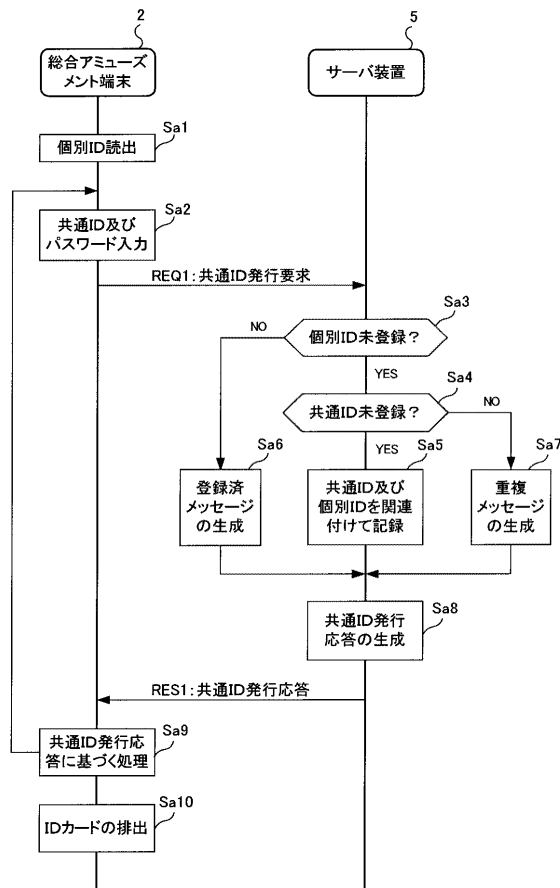 2
総合アミューズ
メント端末
5
サーバ装置
Sa1
個別ID読出
Sa2
共通ID及び
パスワード入力
REQ1:共通ID発行要求
Sa3
個別ID未登録?
NO
YES
Sa4
共通ID未登録?
NO
YES
Sa6
登録済
メッセージ
の生成
Sa5
共通ID及び
個別IDを関連
付けて記録
Sa7
重複
メッセージ
の生成
Sa8
共通ID発行
応答の生成
RES1:共通ID発行応答
Sa9
共通ID発行応
答に基づく処理
Sa10
IDカードの排出